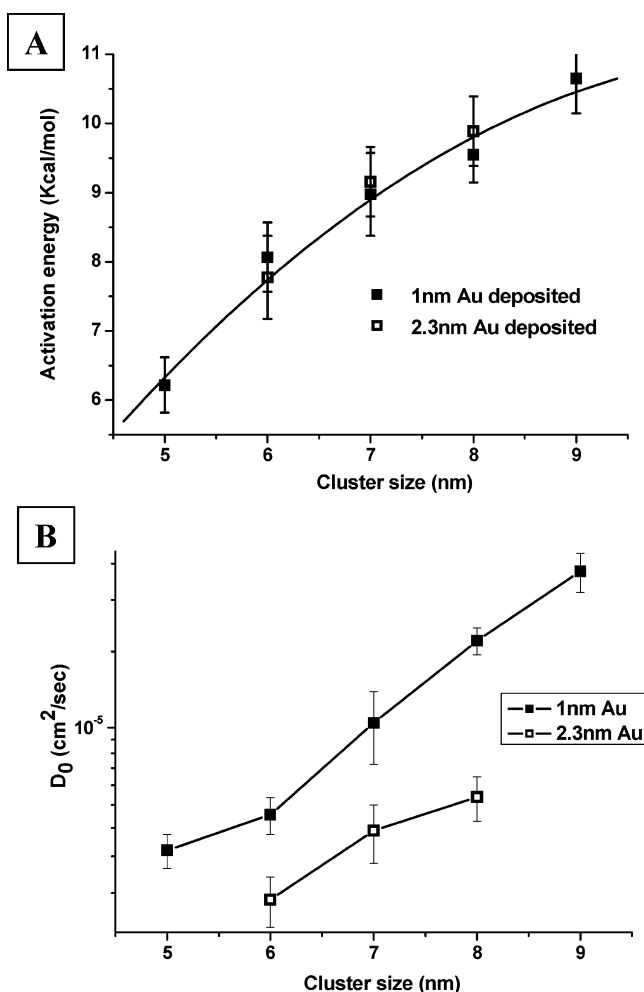 A
11
10
9
8
7
6
Activation energy (Kcal/mol)
1nm Au deposited
2.3nm Au deposited
5 6 7 8 9
Cluster size (nm)
B
D₀ (cm²/sec)
10⁻⁵
1nm Au
2.3nm Au
5 6 7 8 9
Cluster size (nm)